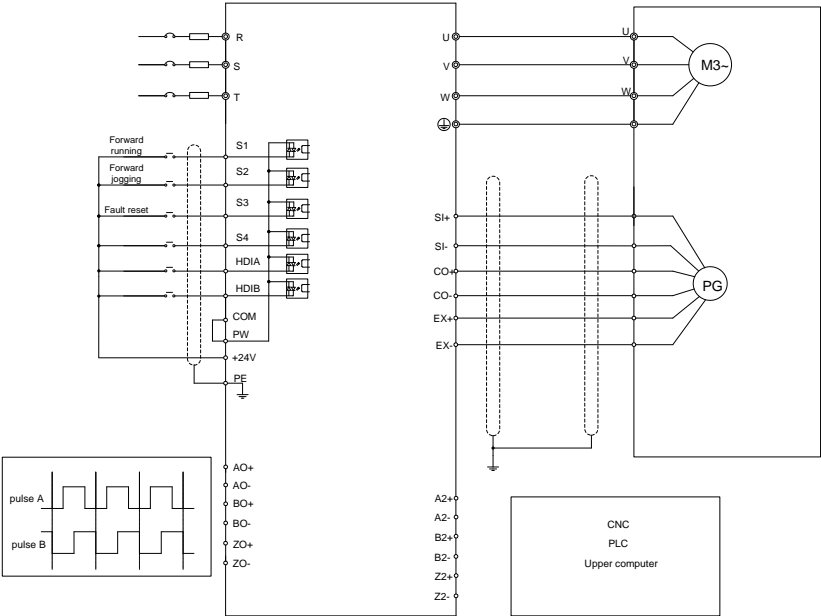 R
U
U
S
V
V
M3~
T
W
W
Forward
running
S1
Forward
jogging
S2
Fault reset
S3
SI+
S4
SI-
HDIA
CO+
PG
HDIB
CO-
COM
EX+
PW
EX-
+24V
PE
pulse A
pulse B
AO+
AO-
BO+
BO-
ZO+
ZO-
A2+
A2-
B2+
B2-
Z2+
Z2-
CNC
PLC
Upper computer